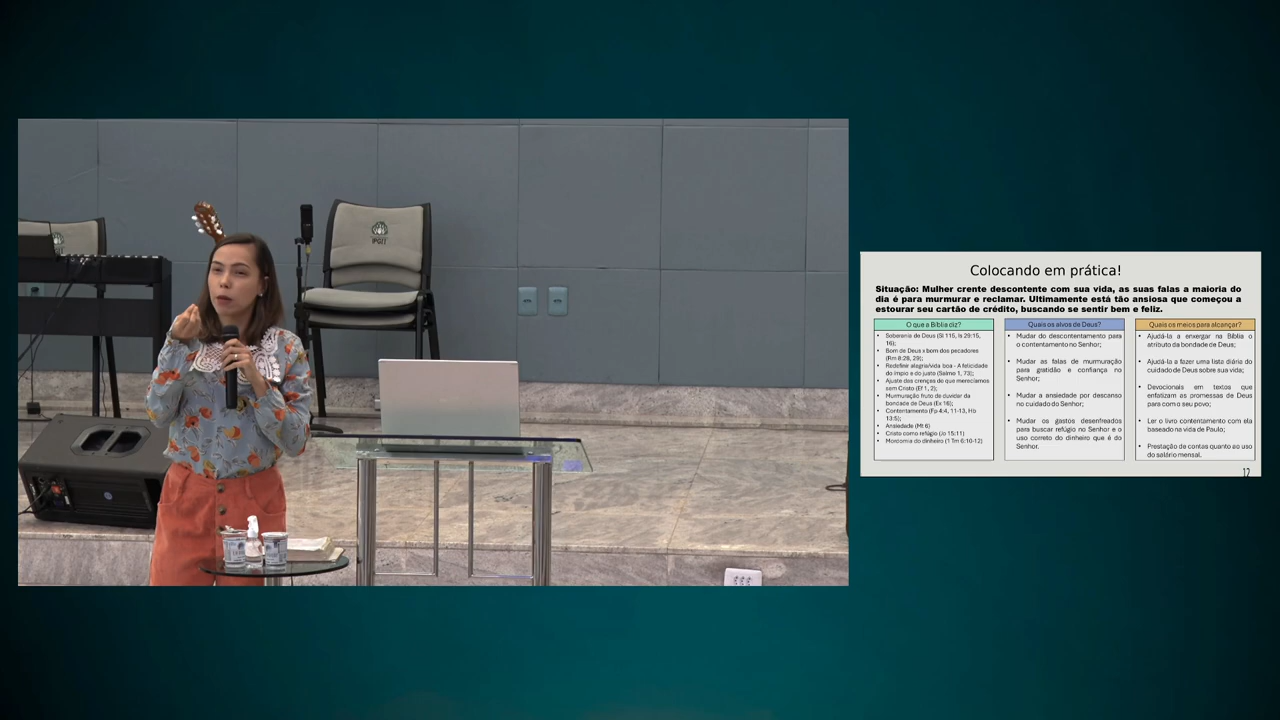 IPGII
Colocando em prática!
Situação: Mulher crente descontente com sua vida, as suas falas a maioria do
dia é para murmurar e reclamar. Ultimamente está tão ansiosa que começou a
estourar seu cartão de crédito, buscando se sentir bem e feliz.
O que a Bíblia diz?
• Soberania de Deus (Sl 115, Is 29:15,
16);
• Bom de Deus x bom dos pecadores
(Rm 8:28, 29);
• Redefinir alegria/vida boa - A felicidade
do ímpio e do justo (Salmo 1, 73);
• Ajuste das crenças do que merecíamos
sem Cristo (Ef 1, 2);
• Murmuração fruto de duvidar da
bondade de Deus (Ex 16);
• Contentamento (Fp 4:4, 11-13, Hb
13:5);
• Ansiedade (Mt 6)
• Cristo como refúgio (Jo 15:11)
• Mordomia do dinheiro (1 Tm 6:10-12)
Quais os alvos de Deus?
• Mudar do descontentamento para
o contentamento no Senhor;
• Mudar as falas de murmuração
para gratidão e confiança no
Senhor;
• Mudar a ansiedade por descanso
no cuidado do Senhor;
• Mudar os gastos desenfreados
para buscar refúgio no Senhor e o
uso correto do dinheiro que é do
Senhor.
Quais os meios para alcançar?
• Ajudá-la a enxergar na Bíblia o
atributo da bondade de Deus;
• Ajudá-la a fazer uma lista diária do
cuidado de Deus sobre sua vida;
• Devocionais em textos que
enfatizam as promessas de Deus
para com o seu povo;
• Ler o livro contentamento com ela
baseado na vida de Paulo;
• Prestação de contas quanto ao uso
do salário mensal.
12